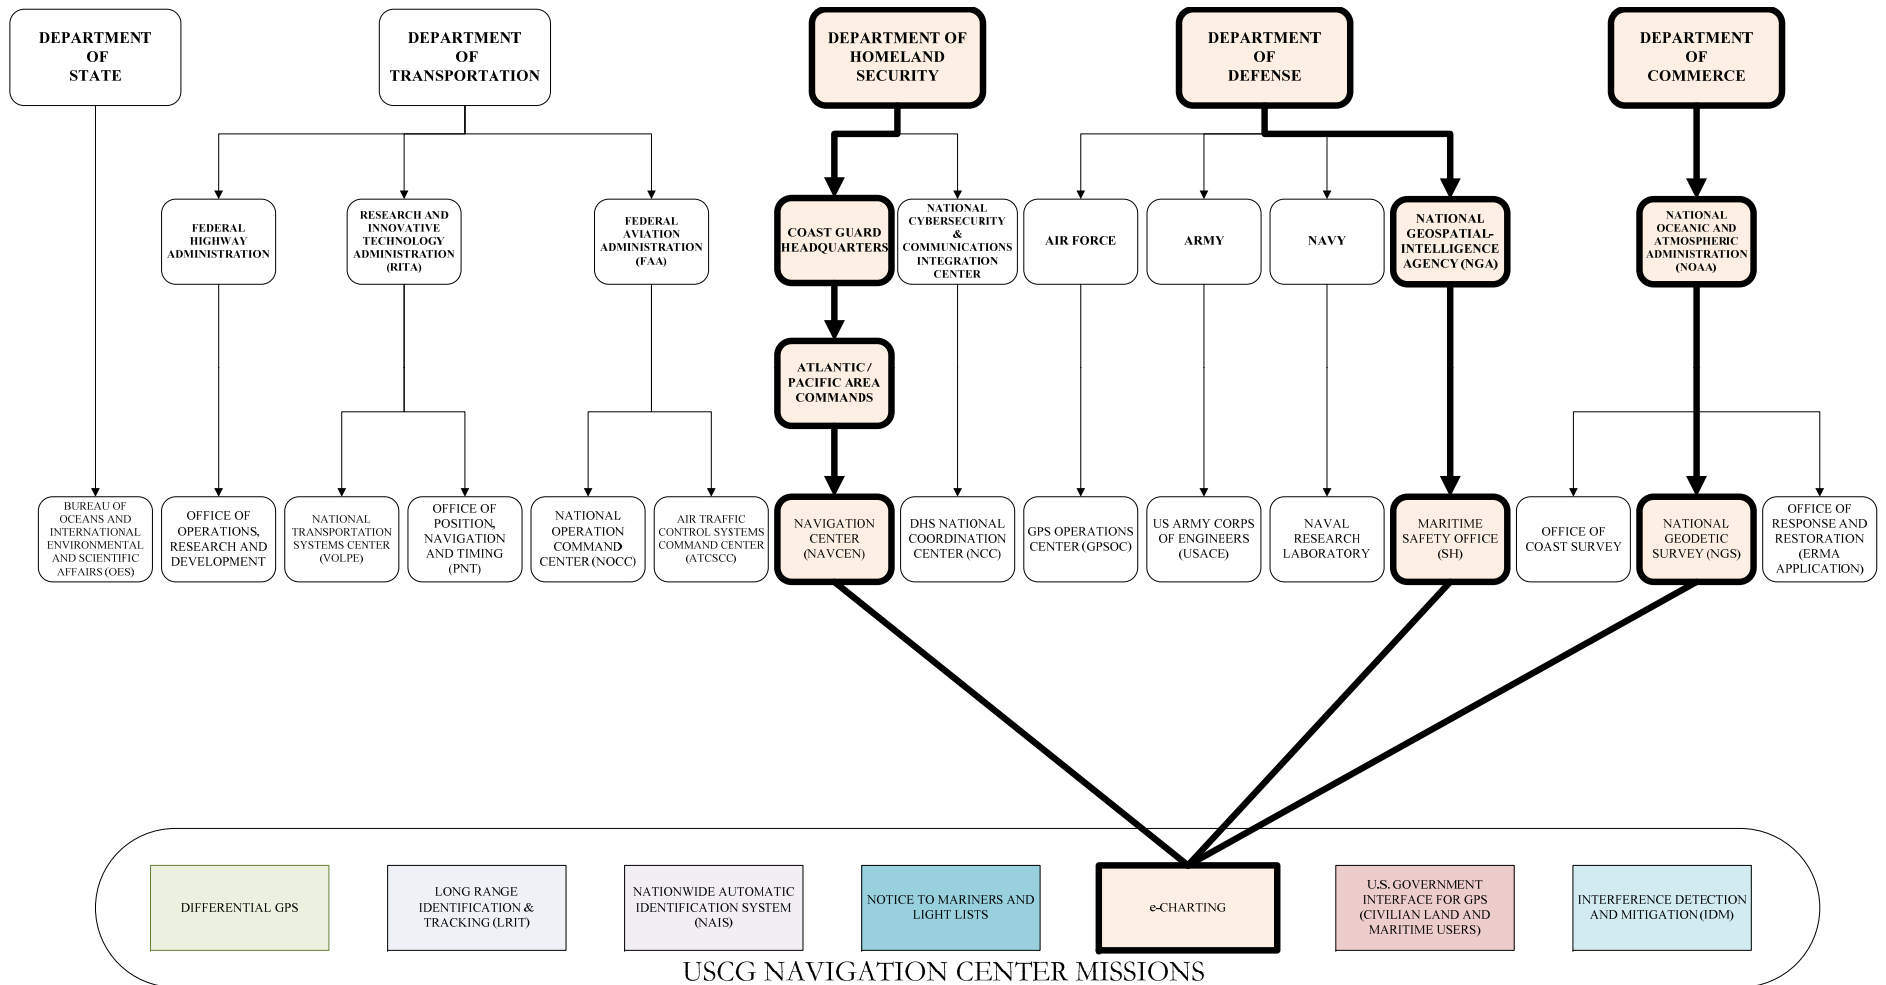 DEPARTMENT
OF
STATE
DEPARTMENT
OF
TRANSPORTATION
DEPARTMENT OF
HOMELAND
SECURITY
DEPARTMENT
OF
DEFENSE
DEPARTMENT
OF
COMMERCE
FEDERAL
HIGHWAY
ADMINISTRATION
RESEARCH AND
INNOVATIVE
TECHNOLOGY
ADMINISTRATION
(RITA)
FEDERAL
AVIATION
ADMINISTRATION
(FAA)
COAST GUARD
HEADQUARTERS
NATIONAL
CYBERSECURITY
&
COMMUNICATIONS
INTEGRATION
CENTER
AIR FORCE
ARMY
NAVY
NATIONAL
GEOSPATIAL-
INTELLIGENCE
AGENCY (NGA)
NATIONAL
OCEANIC AND
ATMOSPHERIC
ADMINISTRATION
(NOAA)
ATLANTIC /
PACIFIC AREA
COMMANDS
BUREAU OF
OCEANS AND
INTERNATIONAL
ENVIRONMENTAL
AND SCIENTIFIC
AFFAIRS (OES)
OFFICE OF
OPERATIONS,
RESEARCH AND
DEVELOPMENT
NATIONAL
TRANSPORTATION
SYSTEMS CENTER
(VOLPE)
OFFICE OF
POSITION,
NAVIGATION
AND TIMING
(PNT)
NATIONAL
OPERATION
COMMAND
CENTER (NOCC)
AIR TRAFFIC
CONTROL SYSTEMS
COMMAND CENTER
(ATCSCC)
NAVIGATION
CENTER
(NAVCEN)
DHS NATIONAL
COORDINATION
CENTER (NCC)
GPS OPERATIONS
CENTER (GPSOC)
US ARMY CORPS
OF ENGINEERS
(USACE)
NAVAL
RESEARCH
LABORATORY
MARITIME
SAFETY OFFICE
(SH)
OFFICE OF
COAST SURVEY
NATIONAL
GEODETIC
SURVEY (NGS)
OFFICE OF
RESPONSE AND
RESTORATION
(ERMA
APPLICATION)
DIFFERENTIAL GPS
LONG RANGE
IDENTIFICATION &
TRACKING (LRIT)
NATIONWIDE AUTOMATIC
IDENTIFICATION SYSTEM
(NAIS)
NOTICE TO MARINERS AND
LIGHT LISTS
e-CHARTING
U.S. GOVERNMENT
INTERFACE FOR GPS
(CIVILIAN LAND AND
MARITIME USERS)
INTERFERENCE DETECTION
AND MITIGATION (IDM)
USCG NAVIGATION CENTER MISSIONS